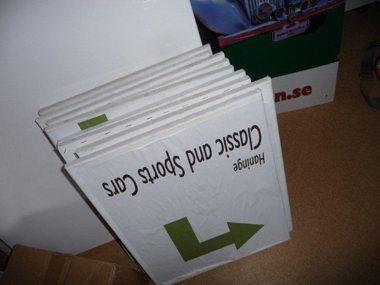 Haninge
Classic and Sports Cars
n.se